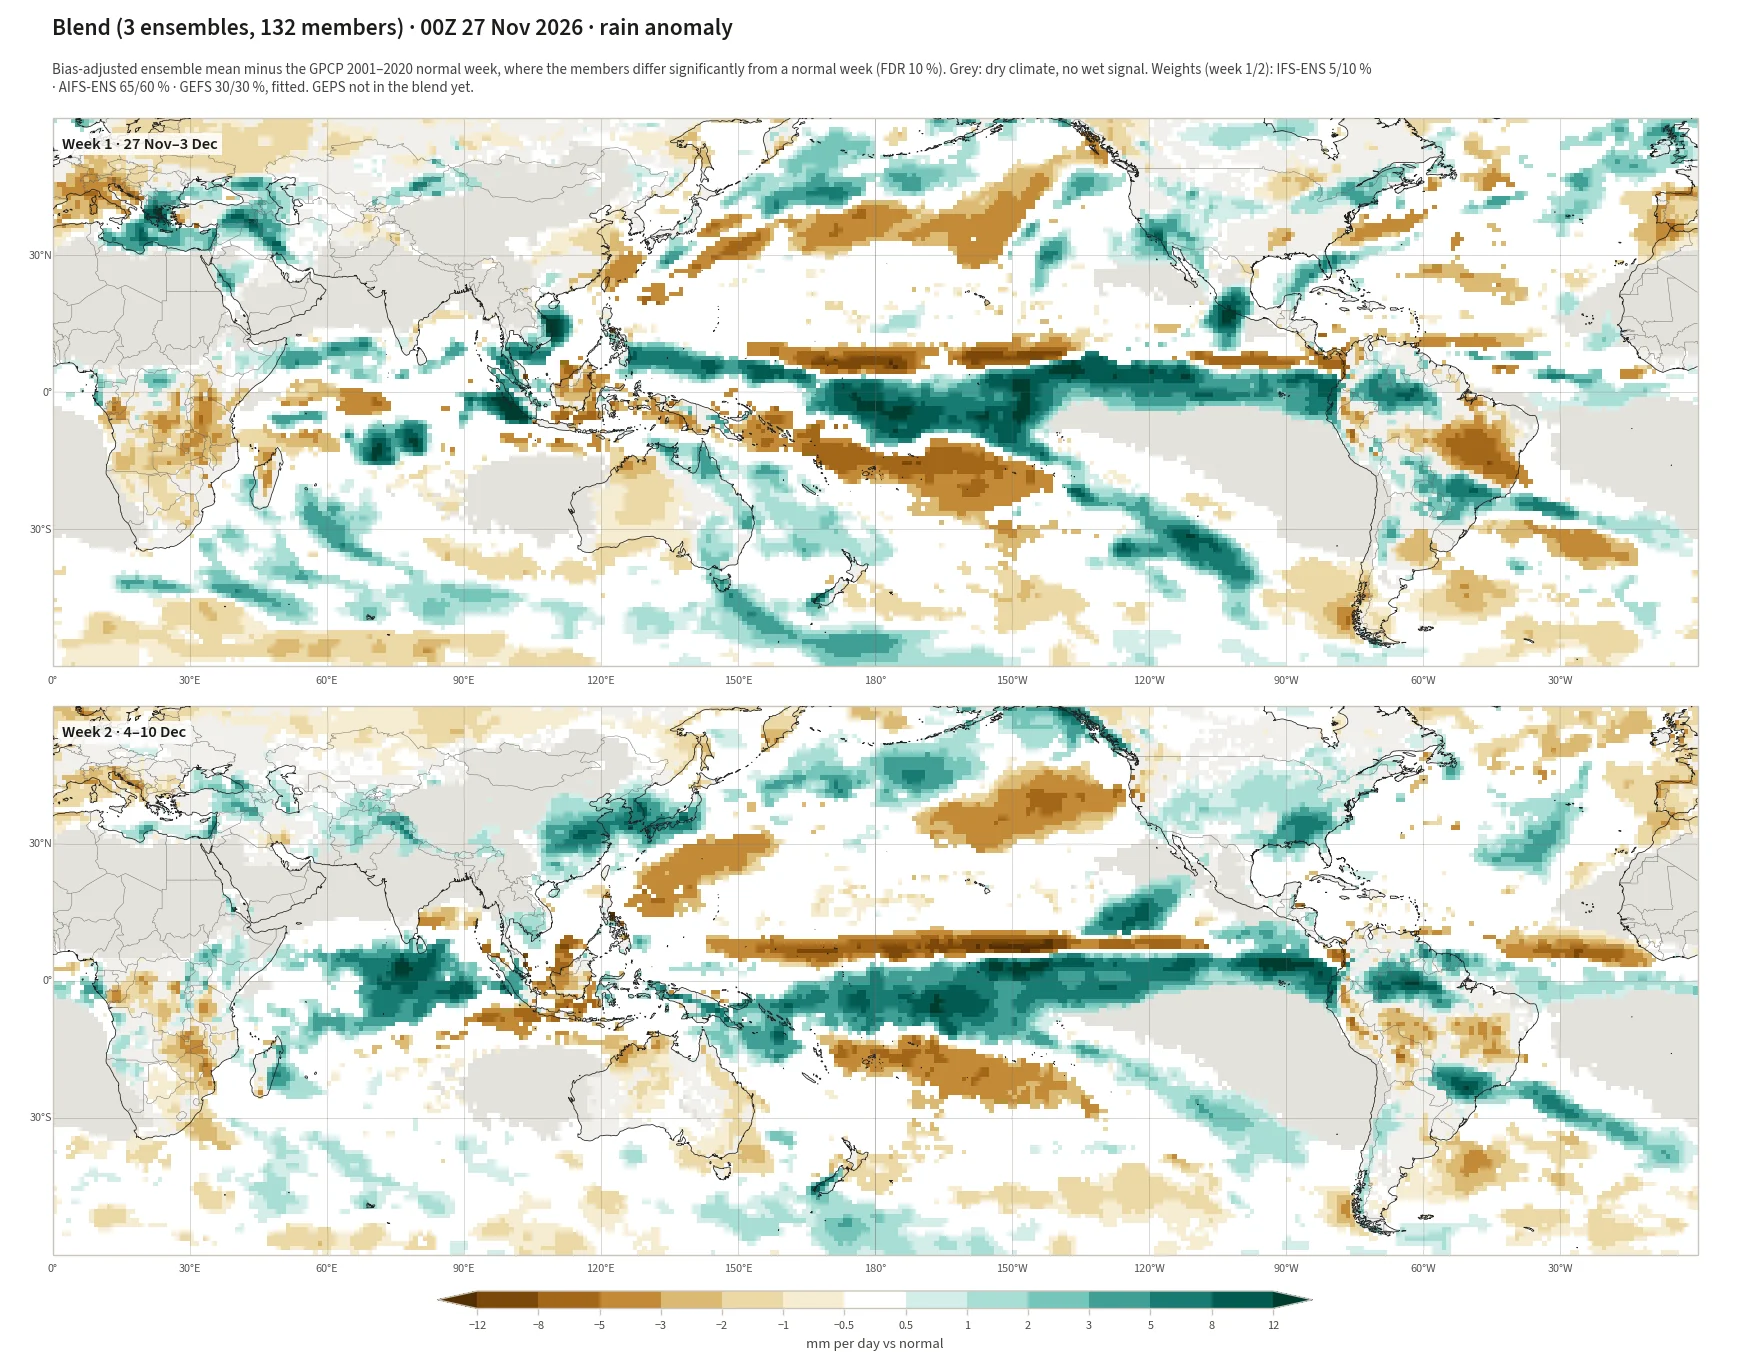 Blend (3 ensembles, 132 members) · 00Z 27 Nov 2026 · rain anomaly
Bias-adjusted ensemble mean minus the GPCP 2001–2020 normal week, where the members differ significantly from a normal week (FDR 10 %). Grey: dry climate, no wet signal. Weights (week 1/2): IFS-ENS 5/10 %
· AIFS-ENS 65/60 % · GEFS 30/30 %, fitted. GEPS not in the blend yet.
Week 1 · 27 Nov–3 Dec
30°N
0°
30°S
0° 30°E 60°E 90°E 120°E 150°E 180° 150°W 120°W 90°W 60°W 30°W
Week 2 · 4–10 Dec
30°N
0°
30°S
0° 30°E 60°E 90°E 120°E 150°E 180° 150°W 120°W 90°W 60°W 30°W
−12 −8 −5 −3 −2 −1 −0.5 0.5 1 2 3 5 8 12
mm per day vs normal